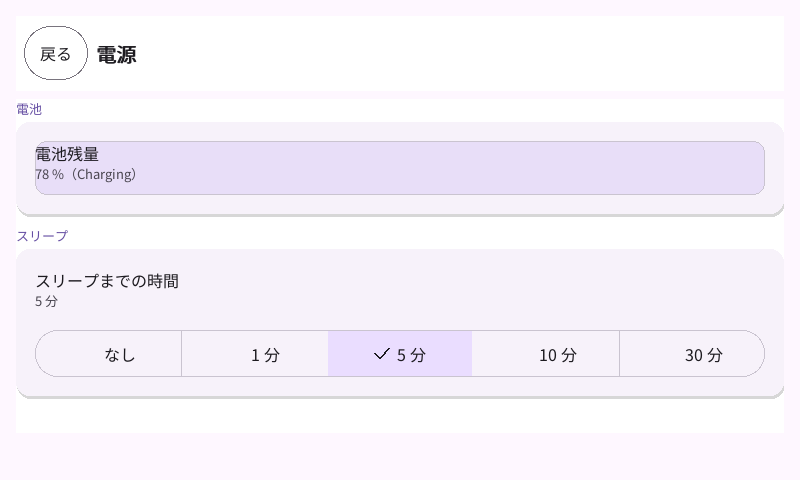 戻る 電源
電池
電池残量
78 %（Charging）
スリープ
スリープまでの時間
5 分
なし 1 分 5 分 10 分 30 分